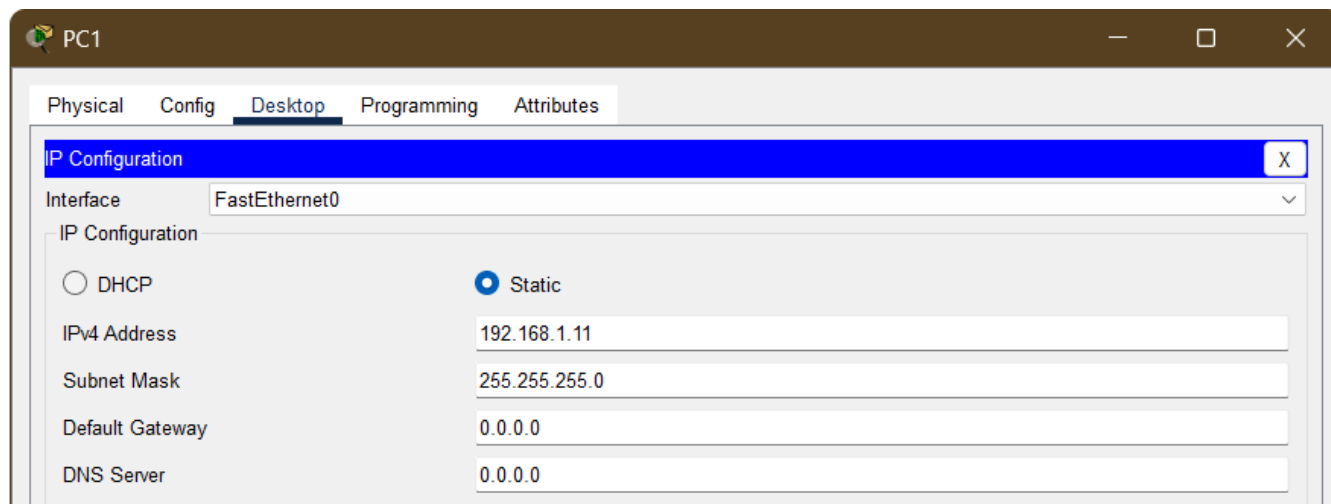 PC1
Physical Config Desktop Programming Attributes
IP Configuration X
Interface FastEthernet0
IP Configuration
DHCP Static
IPv4 Address 192.168.1.11
Subnet Mask 255.255.255.0
Default Gateway 0.0.0.0
DNS Server 0.0.0.0